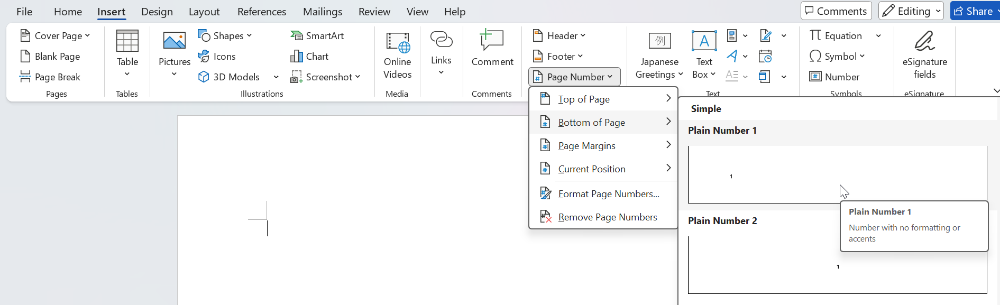 File Home Insert Design Layout References Mailings Review View Help Comments Editing Share
Cover Page
Blank Page
Page Break
Pages
Table
Tables
Pictures
Shapes
Icons
3D Models
SmartArt
Chart
Screenshot
Illustrations
Online
Videos
Media
Links
Comment
Comments
Header
Footer
Page Number
例
Japanese
Greetings
A
Text
Box
A
A
Text
π Equation
Ω Symbol
# Number
Symbols
eSignature
fields
eSignature
Top of Page
Bottom of Page
Page Margins
Current Position
Format Page Numbers...
Remove Page Numbers
Simple
Plain Number 1
1
Plain Number 1
Number with no formatting or
accents
Plain Number 2
1